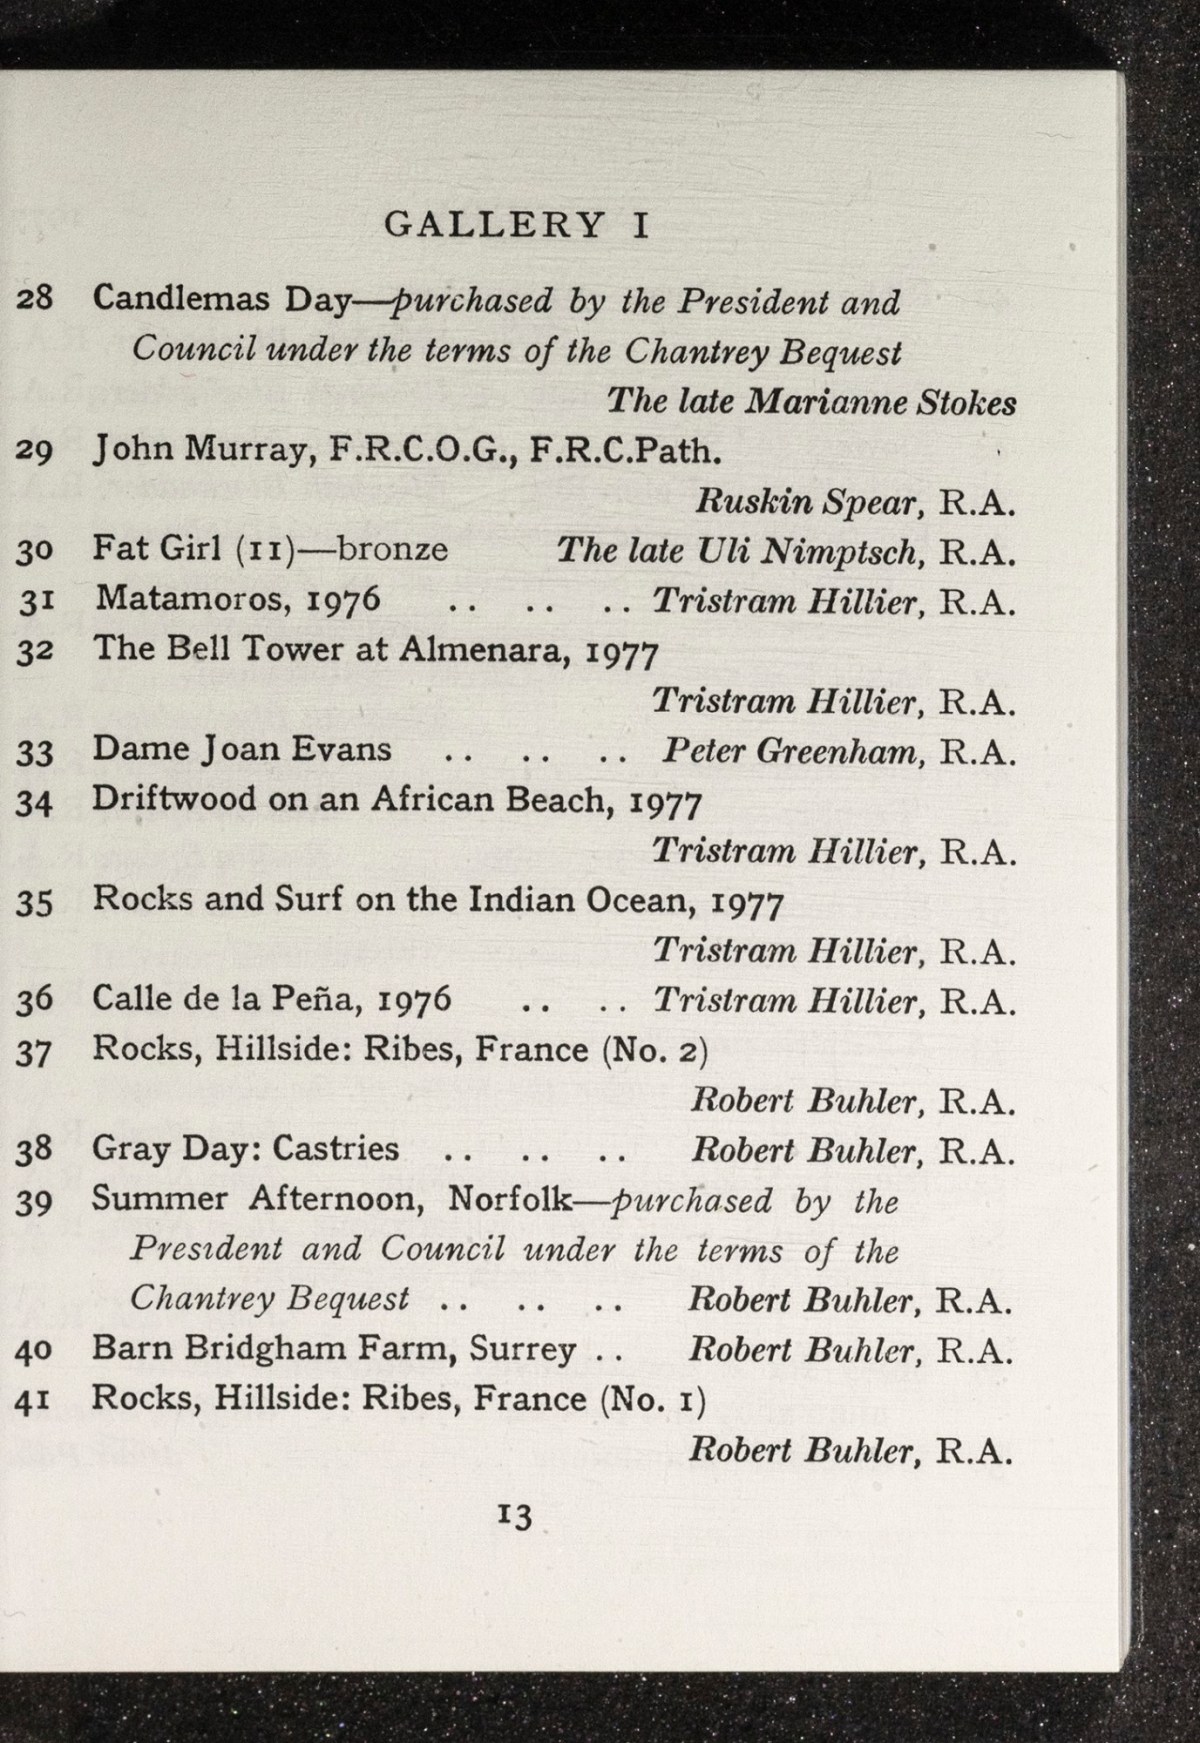 GALLERY I
28 Candlemas Day—purchased by the President and
Council under the terms of the Chantrey Bequest
The late Marianne Stokes
29 John Murray, F.R.C.O.G., F.R.C.Path.
Ruskin Spear, R.A.
30 Fat Girl (11)—bronze The late Uli Nimptsch, R.A.
31 Matamoros, 1976 .. .. .. Tristram Hillier, R.A.
32 The Bell Tower at Almenara, 1977
Tristram Hillier, R.A.
33 Dame Joan Evans .. .. .. Peter Greenham, R.A.
34 Driftwood on an African Beach, 1977
Tristram Hillier, R.A.
35 Rocks and Surf on the Indian Ocean, 1977
Tristram Hillier, R.A.
36 Calle de la Peña, 1976 .. .. Tristram Hillier, R.A.
37 Rocks, Hillside: Ribes, France (No. 2)
Robert Buhler, R.A.
38 Gray Day: Castries .. .. .. Robert Buhler, R.A.
39 Summer Afternoon, Norfolk—purchased by the
President and Council under the terms of the
Chantrey Bequest .. .. .. Robert Buhler, R.A.
40 Barn Bridgham Farm, Surrey .. Robert Buhler, R.A.
41 Rocks, Hillside: Ribes, France (No. 1)
Robert Buhler, R.A.
13